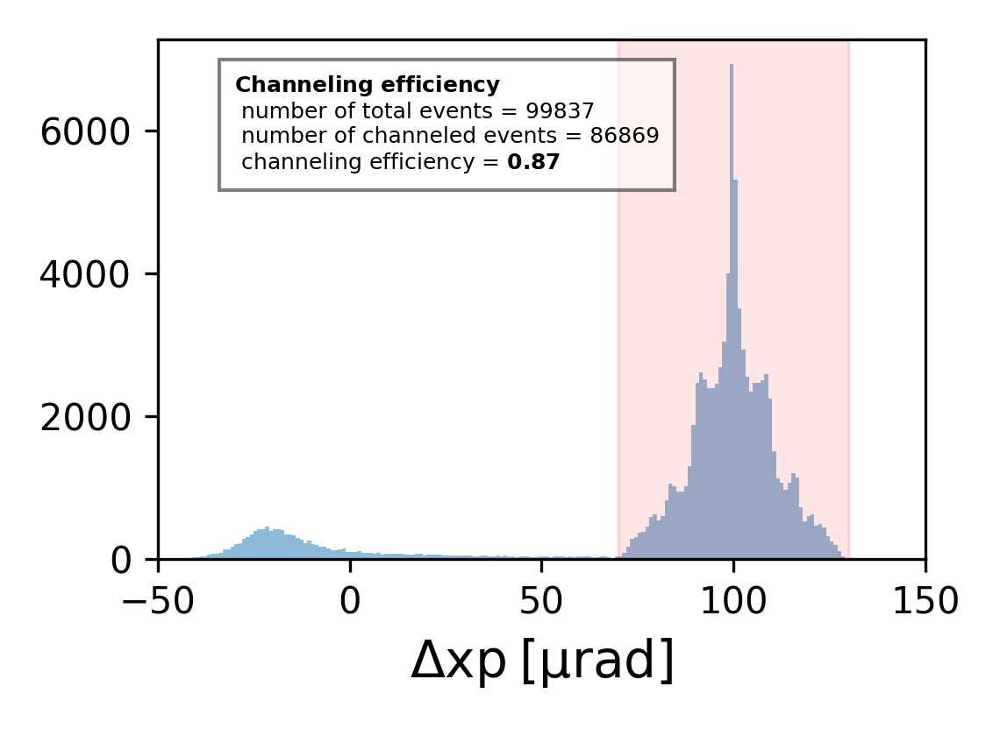 Channeling efficiency
number of total events = 99837
number of channeled events = 86869
channeling efficiency = 0.87
6000
4000
2000
0
−50 0 50 100 150
Δxp [μrad]